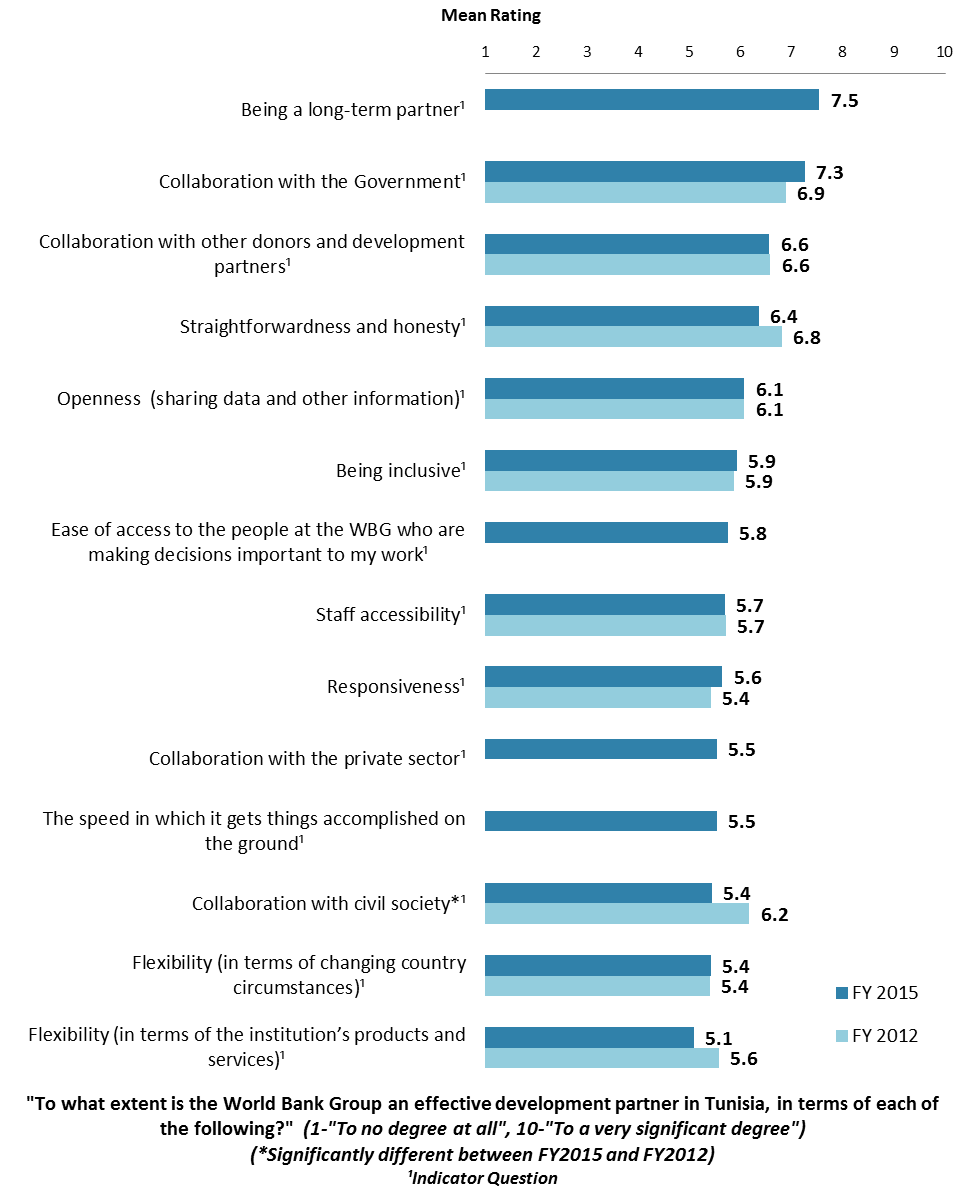 Mean Rating
1 2 3 4 5 6 7 8 9 10
Being a long-term partner¹
7.5
Collaboration with the Government¹
7.3
6.9
Collaboration with other donors and development
partners¹
6.6
6.6
Straightforwardness and honesty¹
6.4
6.8
Openness (sharing data and other information)¹
6.1
6.1
Being inclusive¹
5.9
5.9
Ease of access to the people at the WBG who are
making decisions important to my work¹
5.8
Staff accessibility¹
5.7
5.7
Responsiveness¹
5.6
5.4
Collaboration with the private sector¹
5.5
The speed in which it gets things accomplished on
the ground¹
5.5
Collaboration with civil society*¹
5.4
6.2
Flexibility (in terms of changing country
circumstances)¹
5.4
5.4
Flexibility (in terms of the institution’s products and
services)¹
5.1
5.6
FY 2015
FY 2012
"To what extent is the World Bank Group an effective development partner in Tunisia, in terms of each of
the following?" (1-"To no degree at all", 10-"To a very significant degree")
(*Significantly different between FY2015 and FY2012)
¹Indicator Question